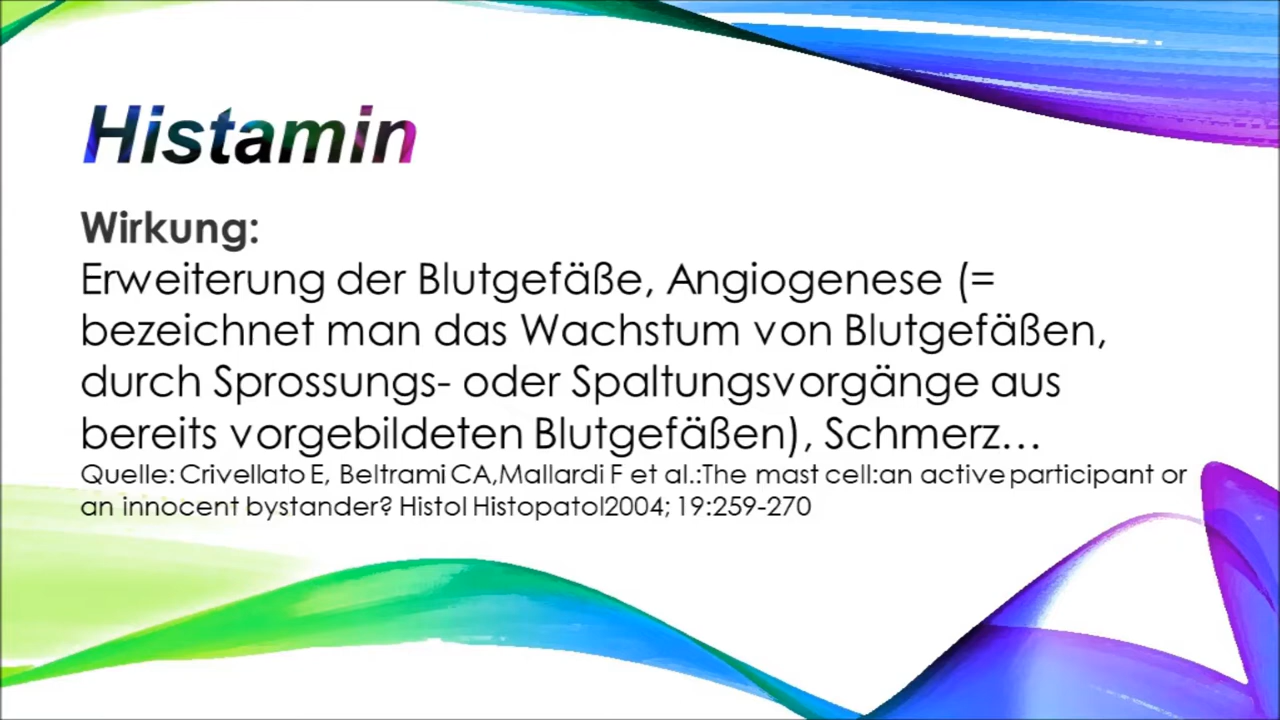 Histamin
Wirkung:
Erweiterung der Blutgefäße, Angiogenese (=
bezeichnet man das Wachstum von Blutgefäßen,
durch Sprossungs- oder Spaltungsvorgänge aus
bereits vorgebildeten Blutgefäßen), Schmerz...
Quelle: Crivellato E, Beltrami CA,Mallardi F et al.:The mast cell:an active participant or
an innocent bystander? Histol Histopatol2004; 19:259-270